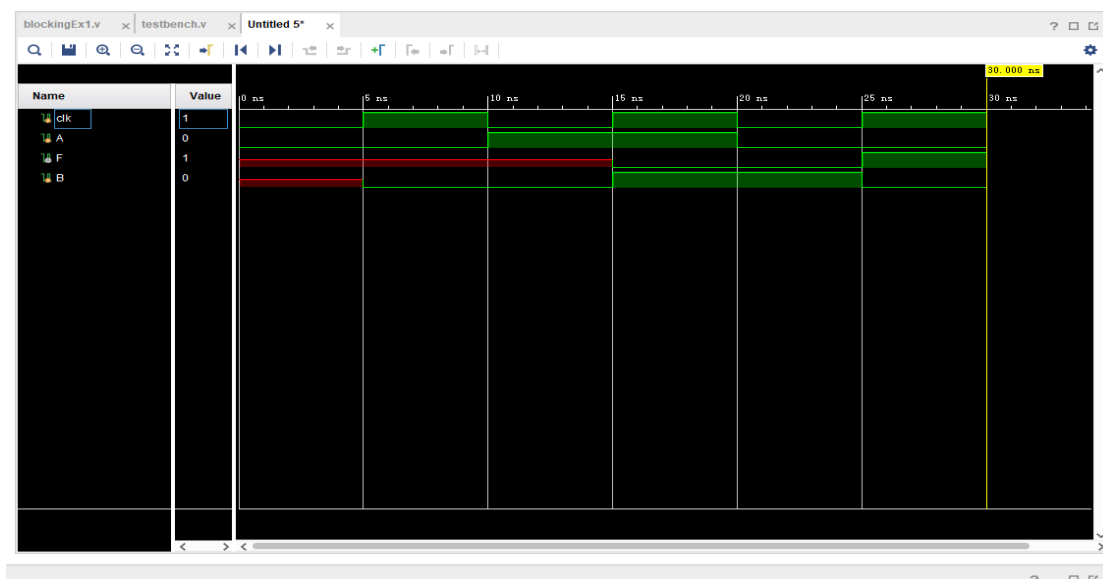 blockingEx1.v × testbench.v × Untitled 5* × ?
30.000 ns
Name Value 0 ns 5 ns 10 ns 15 ns 20 ns 25 ns 30 ns
clk 1
A 0
F 1
B 0